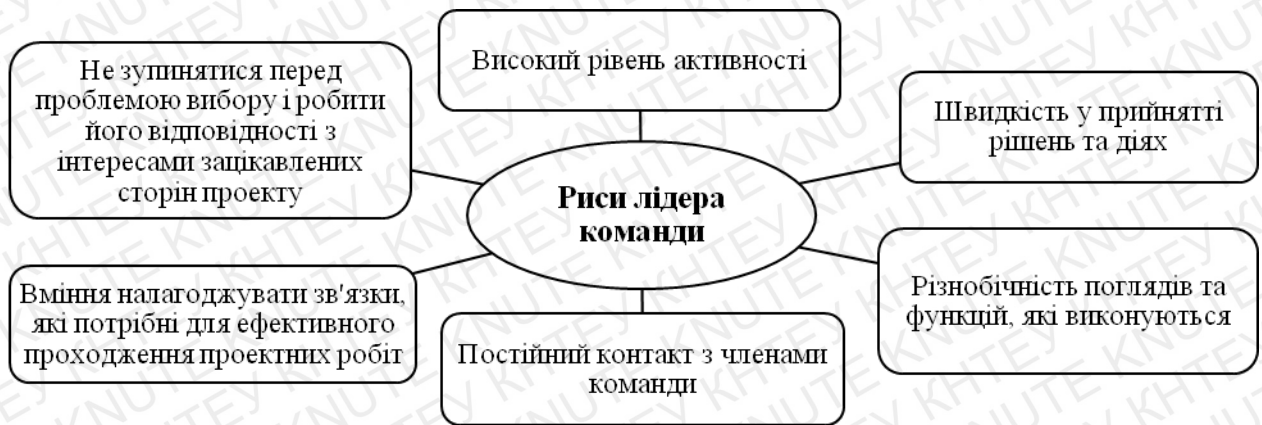 Високий рівень активності
Не зупинятися перед
проблемою вибору і робити
його відповідності з
інтересами зацікавлених
сторін проекту
Швидкість у прийнятті
рішень та діях
Риси лідера
команди
Вміння налагоджувати зв'язки,
які потрібні для ефективного
проходження проектних робіт
Різнобічність поглядів та
функцій, які виконуються
Постійний контакт з членами
команди